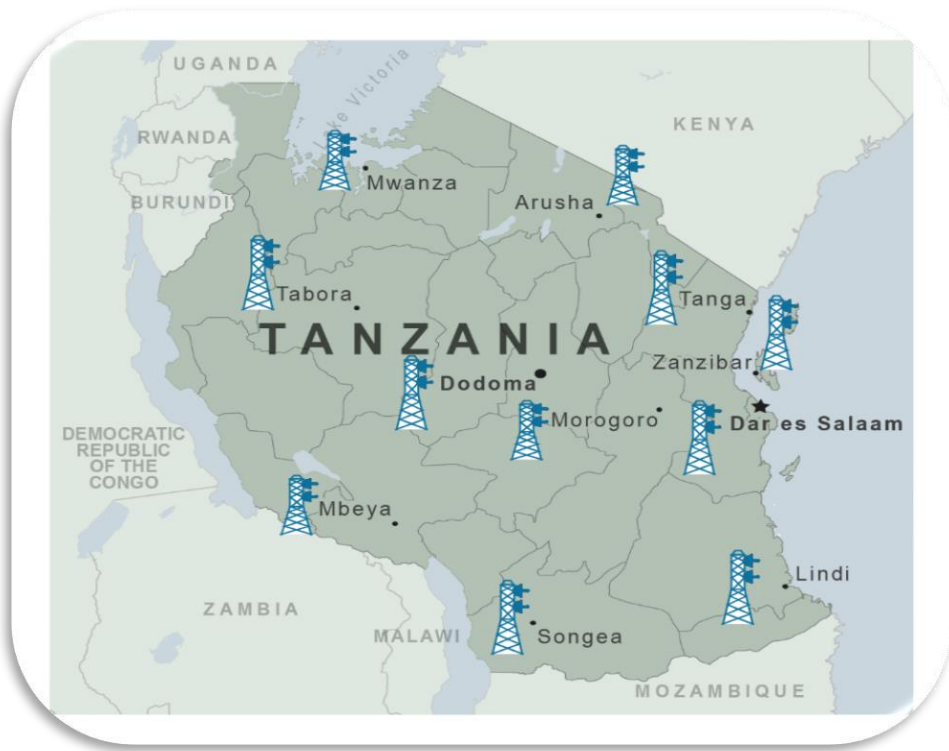 UGANDA
Lake Victoria
KENYA
RWANDA
Mwanza
BURUNDI
Arusha
Tabora
Tanga
TANZANIA
Zanzibar
Dodoma
Morogoro
Dar es Salaam
DEMOCRATIC
REPUBLIC
OF THE
CONGO
Mbeya
Lindi
ZAMBIA
MALAWI
Songea
MOZAMBIQUE